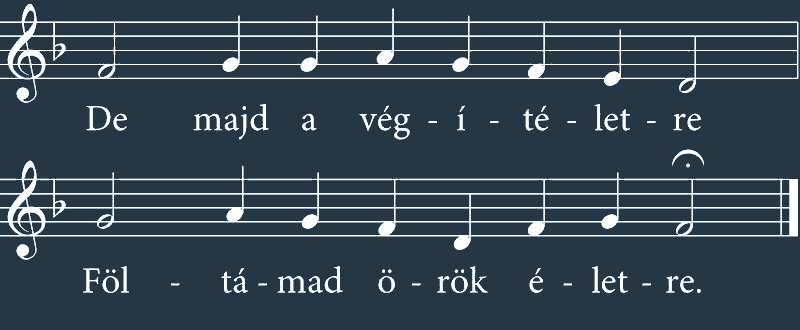 De majd a vég - í - té - let - re
Föl - tá - mad ö - rök é - let - re.